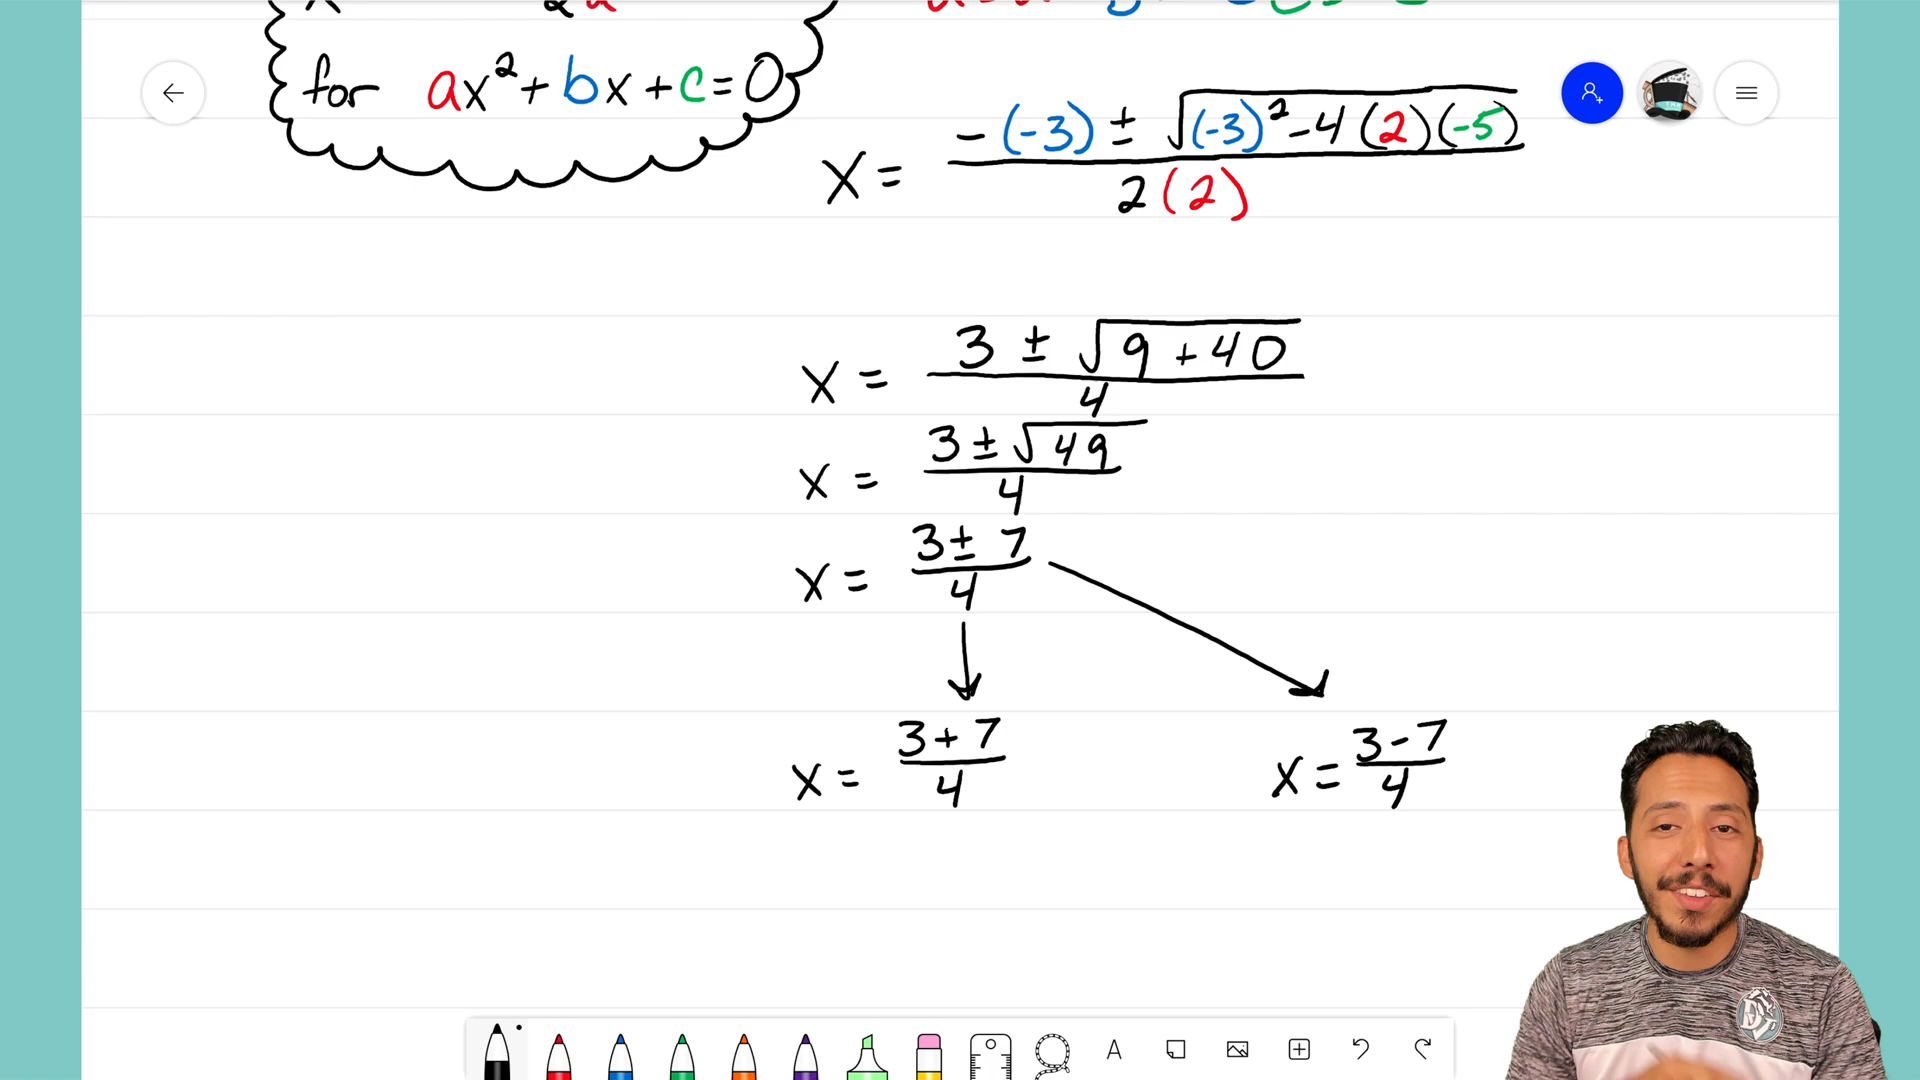 for ax² + bx + c = 0
x = -(-3) ± √(-3)² - 4(2)(-5) / 2(2)
x = 3 ± √9 + 40 / 4
x = 3 ± √49 / 4
x = 3 ± 7 / 4
x = 3 + 7 / 4
x = 3 - 7 / 4
A